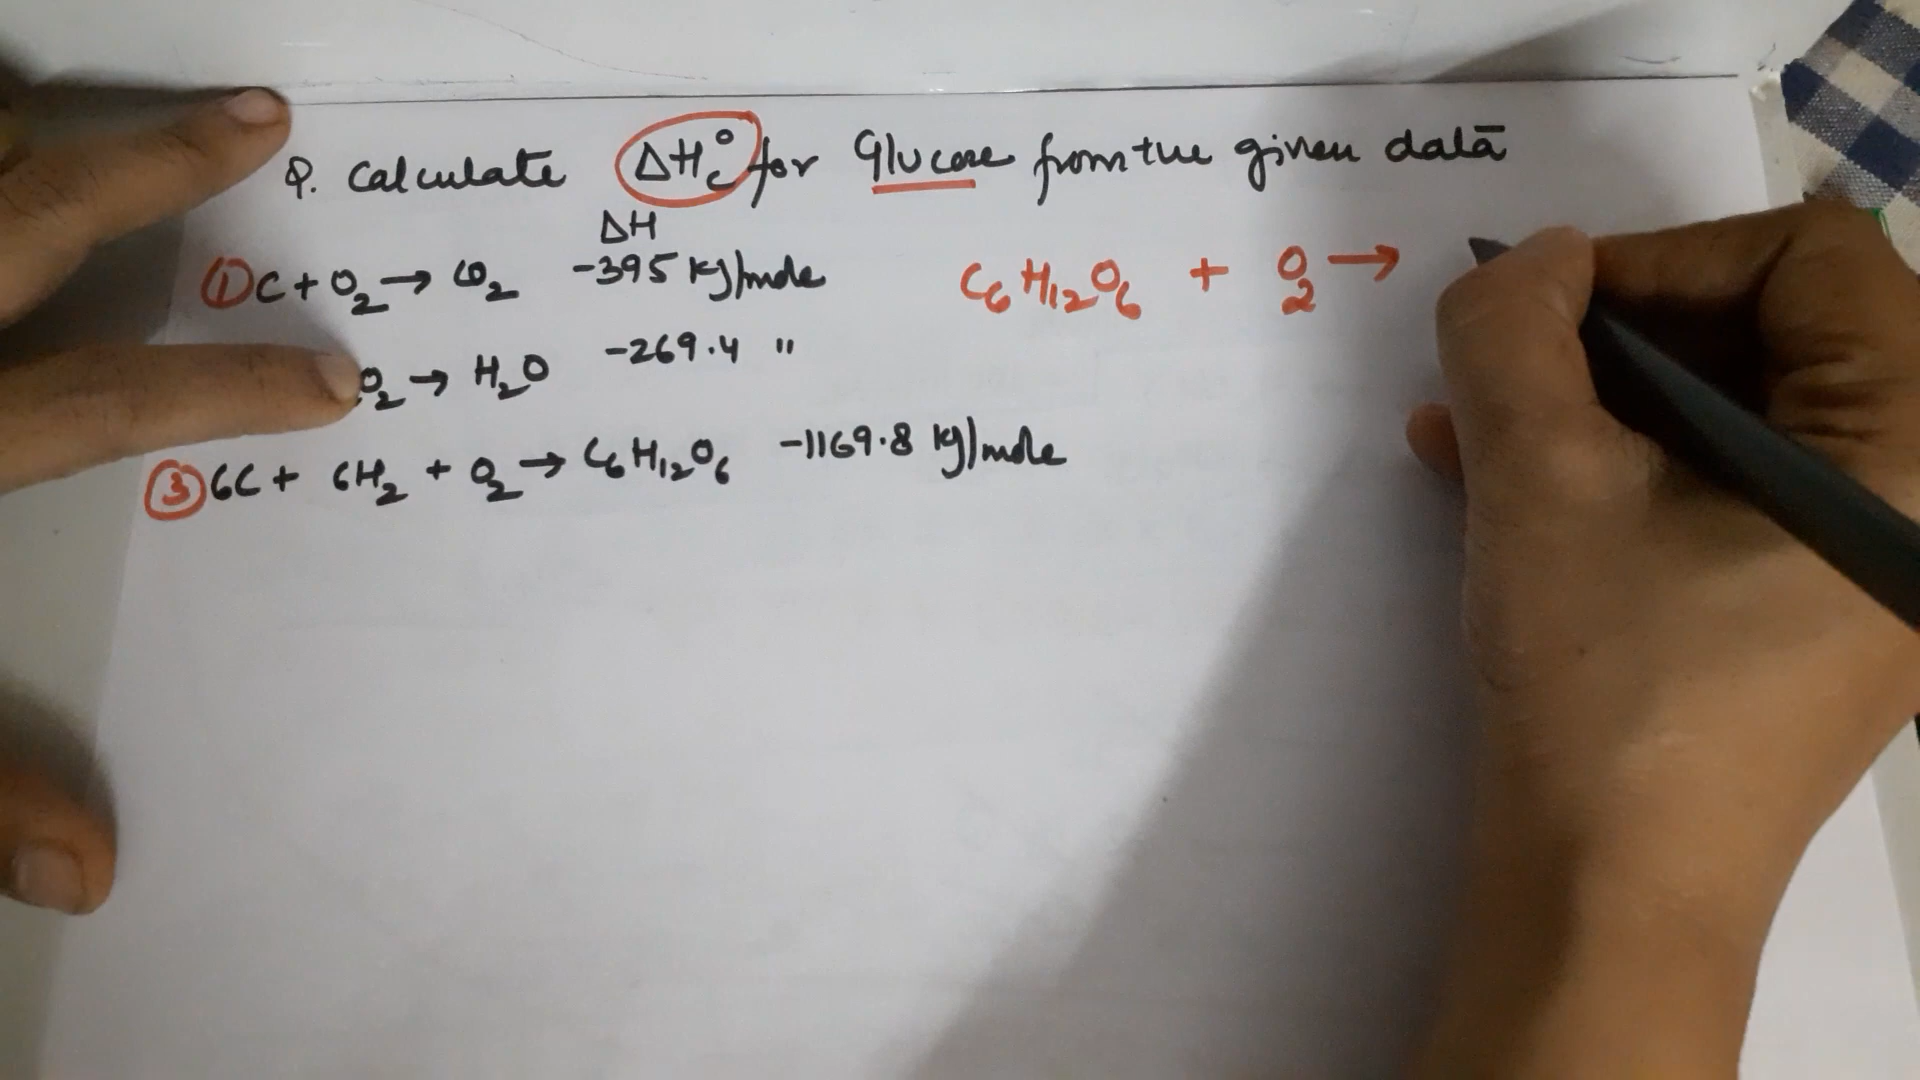 Q. Calculate ΔH°c for Glucose from the given data
ΔH
① C + O2 → CO2 -395 kJ/mole
C6H12O6 + O2 →
O2 → H2O -269.4 "
③ 6C + 6H2 + O2 → C6H12O6 -1169.8 kJ/mole